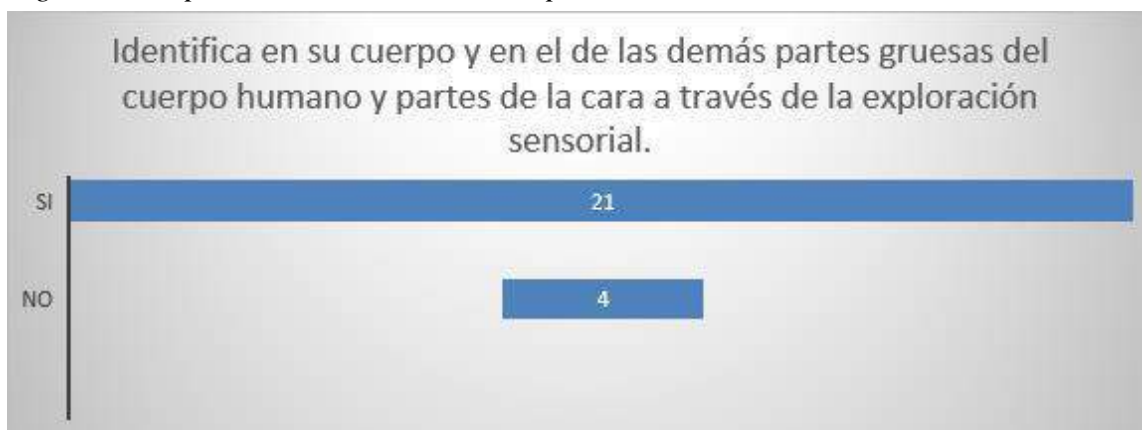 Identifica en su cuerpo y en el de las demás partes gruesas del
cuerpo humano y partes de la cara a través de la exploración
sensorial.
SI
21
NO
4